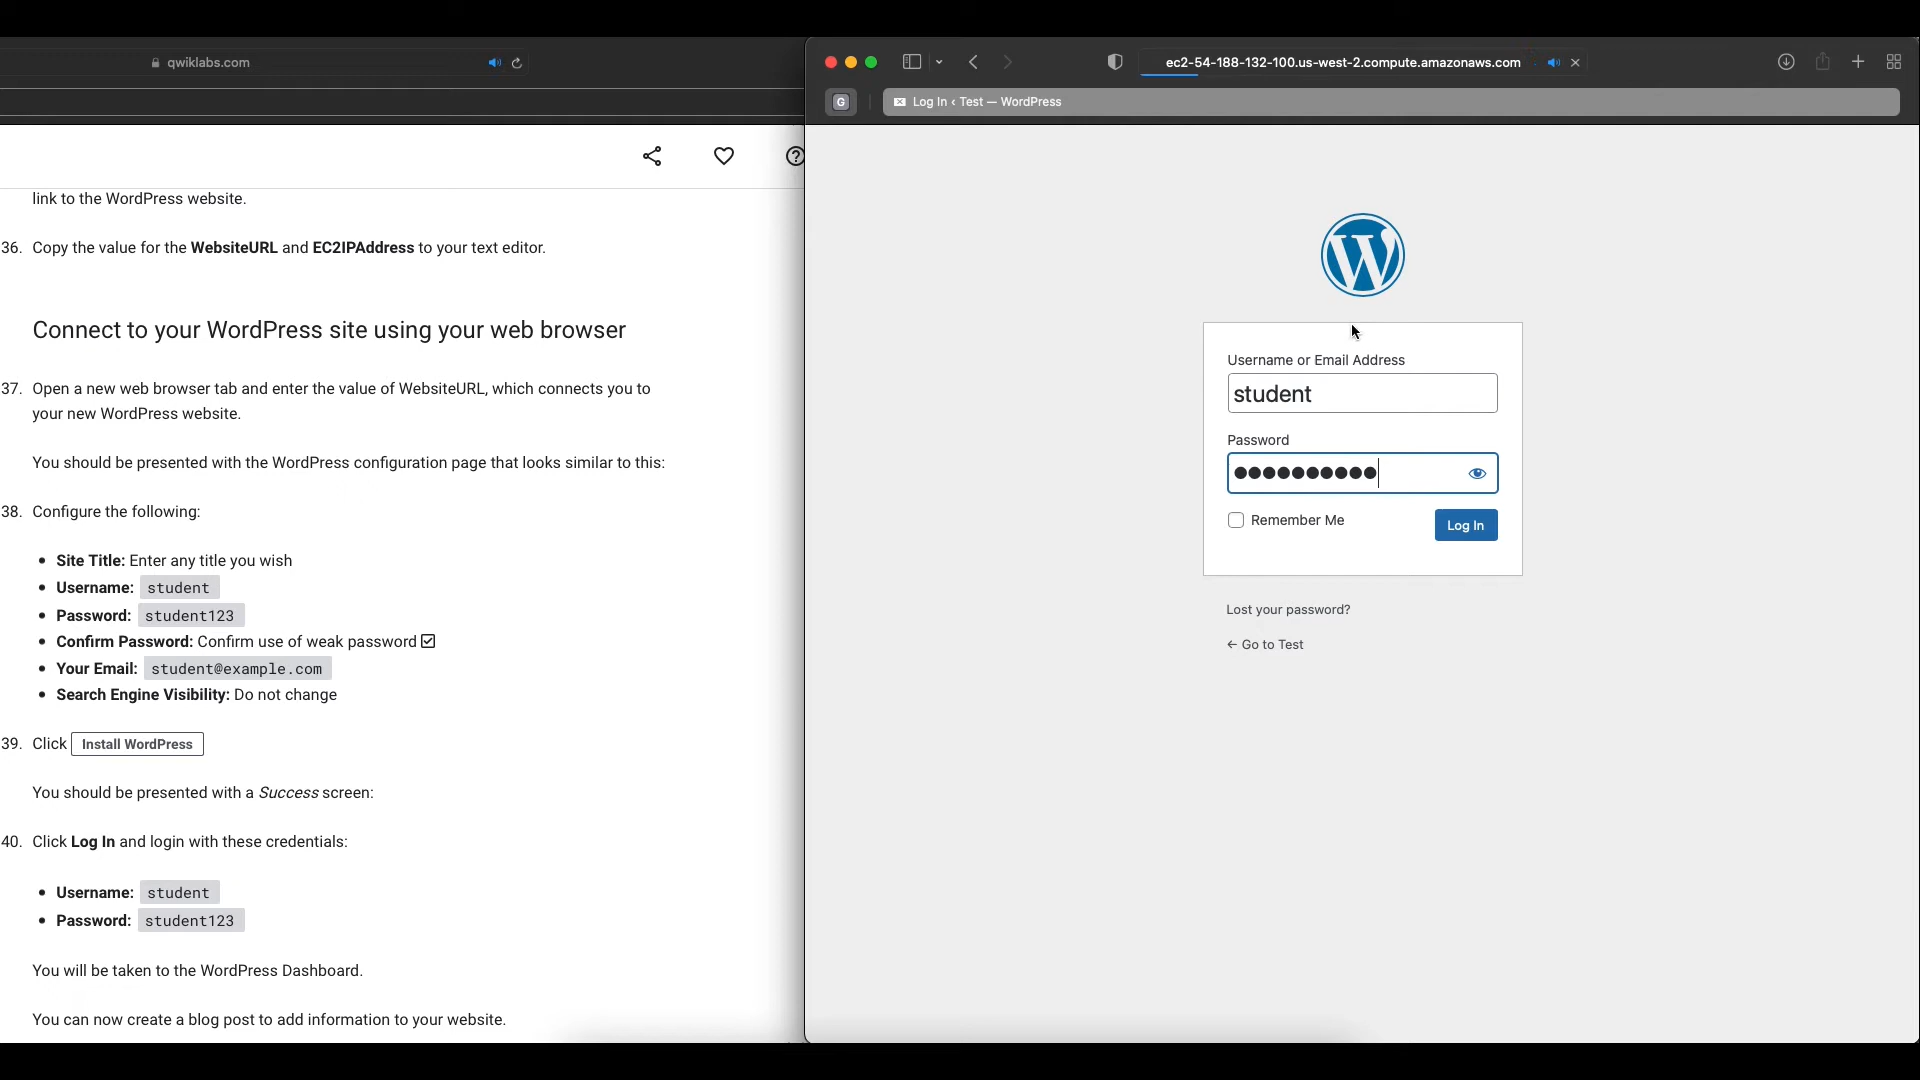 qwiklabs.com
link to the WordPress website.
36. Copy the value for the WebsiteURL and EC2IPAddress to your text editor.
Connect to your WordPress site using your web browser
37. Open a new web browser tab and enter the value of WebsiteURL, which connects you to
your new WordPress website.
You should be presented with the WordPress configuration page that looks similar to this:
38. Configure the following:
• Site Title: Enter any title you wish
• Username: student
• Password: student123
• Confirm Password: Confirm use of weak password
• Your Email: student@example.com
• Search Engine Visibility: Do not change
39. Click Install WordPress
You should be presented with a Success screen:
40. Click Log In and login with these credentials:
• Username: student
• Password: student123
You will be taken to the WordPress Dashboard.
You can now create a blog post to add information to your website.
ec2-54-188-132-100.us-west-2.compute.amazonaws.com
G
Log In ‹ Test — WordPress
W
Username or Email Address
student
Password
●●●●●●●●●●
Remember Me
Log In
Lost your password?
← Go to Test